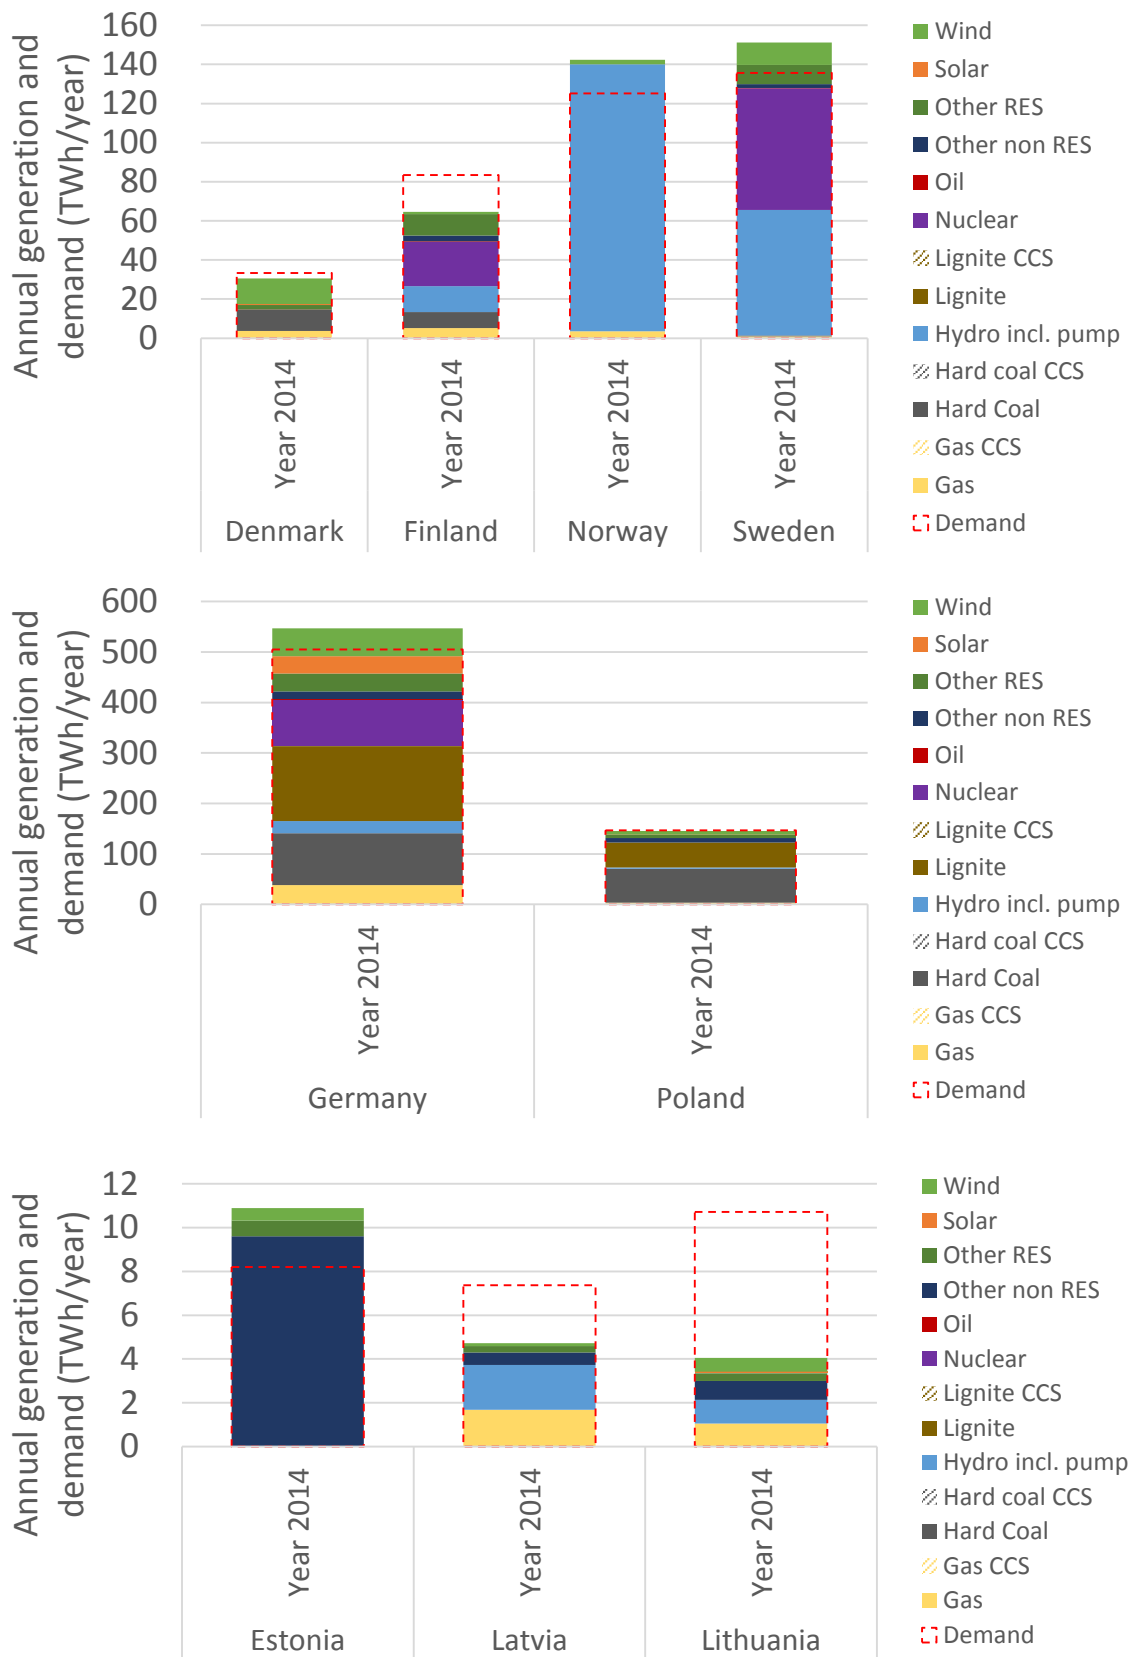 Annual generation and
demand (TWh/year)
160
140
120
100
80
60
40
20
0
Year 2014
Year 2014
Year 2014
Year 2014
Denmark
Finland
Norway
Sweden
Wind
Solar
Other RES
Other non RES
Oil
Nuclear
Lignite CCS
Lignite
Hydro incl. pump
Hard coal CCS
Hard Coal
Gas CCS
Gas
Demand
Annual generation and
demand (TWh/year)
600
500
400
300
200
100
0
Year 2014
Year 2014
Germany
Poland
Wind
Solar
Other RES
Other non RES
Oil
Nuclear
Lignite CCS
Lignite
Hydro incl. pump
Hard coal CCS
Hard Coal
Gas CCS
Gas
Demand
Annual generation and
demand (TWh/year)
12
10
8
6
4
2
0
Year 2014
Year 2014
Year 2014
Estonia
Latvia
Lithuania
Wind
Solar
Other RES
Other non RES
Oil
Nuclear
Lignite CCS
Lignite
Hydro incl. pump
Hard coal CCS
Hard Coal
Gas CCS
Gas
Demand